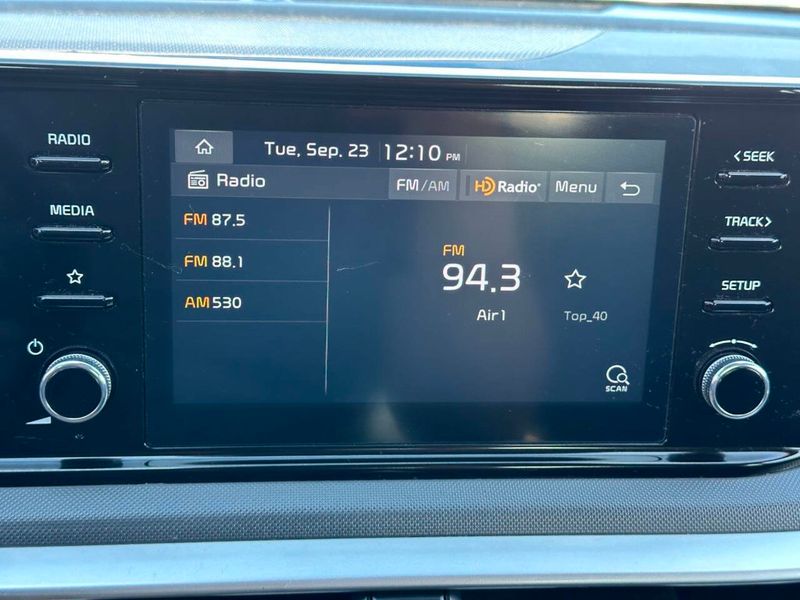 RADIO
MEDIA
Tue, Sep. 23 12:10 PM
Radio FM/AM HD Radio Menu
FM 87.5
FM 88.1
AM 530
FM
94.3
Air1 Top_40
SCAN
<SEEK
TRACK>
SETUP